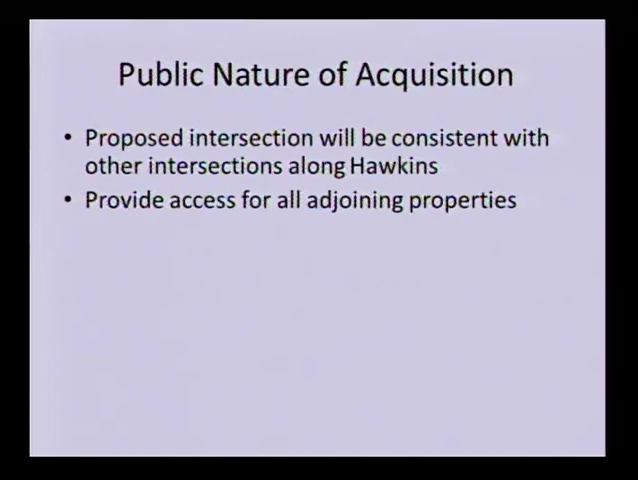 Public Nature of Acquisition
• Proposed intersection will be consistent with
other intersections along Hawkins
• Provide access for all adjoining properties